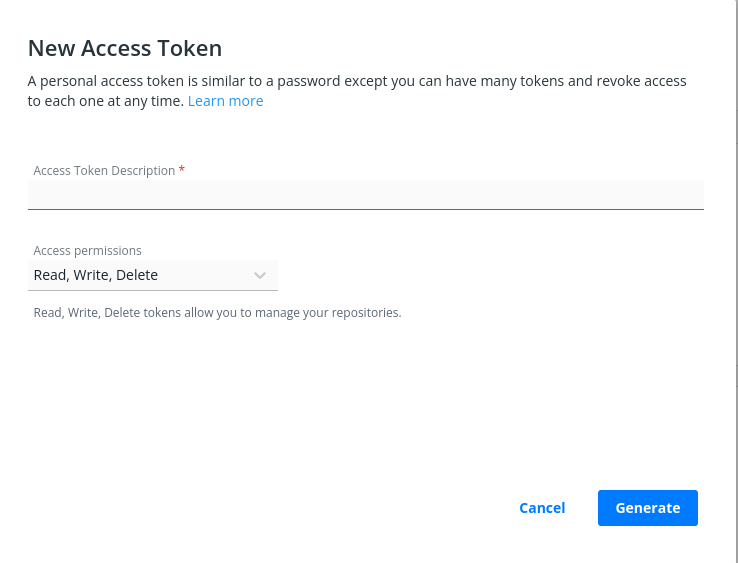 New Access Token
A personal access token is similar to a password except you can have many tokens and revoke access
to each one at any time. Learn more
Access Token Description *
Access permissions
Read, Write, Delete
Read, Write, Delete tokens allow you to manage your repositories.
Cancel Generate